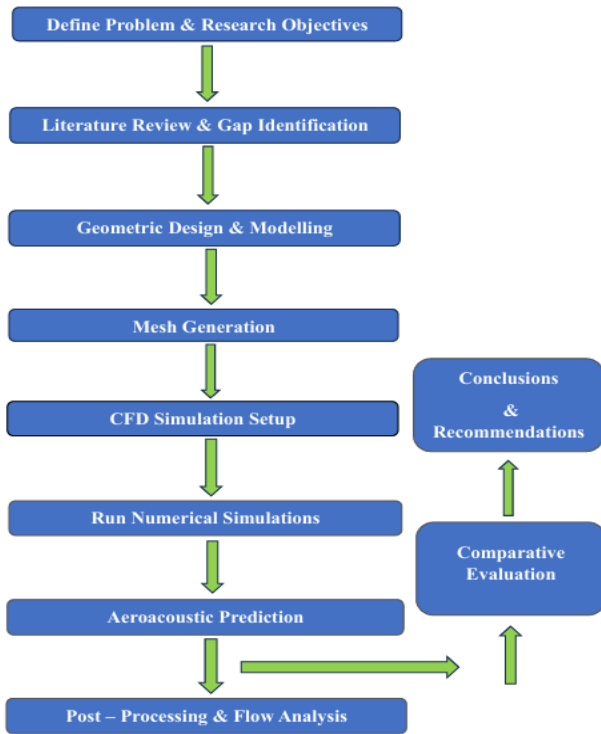 Define Problem & Research Objectives
Literature Review & Gap Identification
Geometric Design & Modelling
Mesh Generation
CFD Simulation Setup
Run Numerical Simulations
Aeroacoustic Prediction
Post – Processing & Flow Analysis
Comparative
Evaluation
Conclusions
&
Recommendations